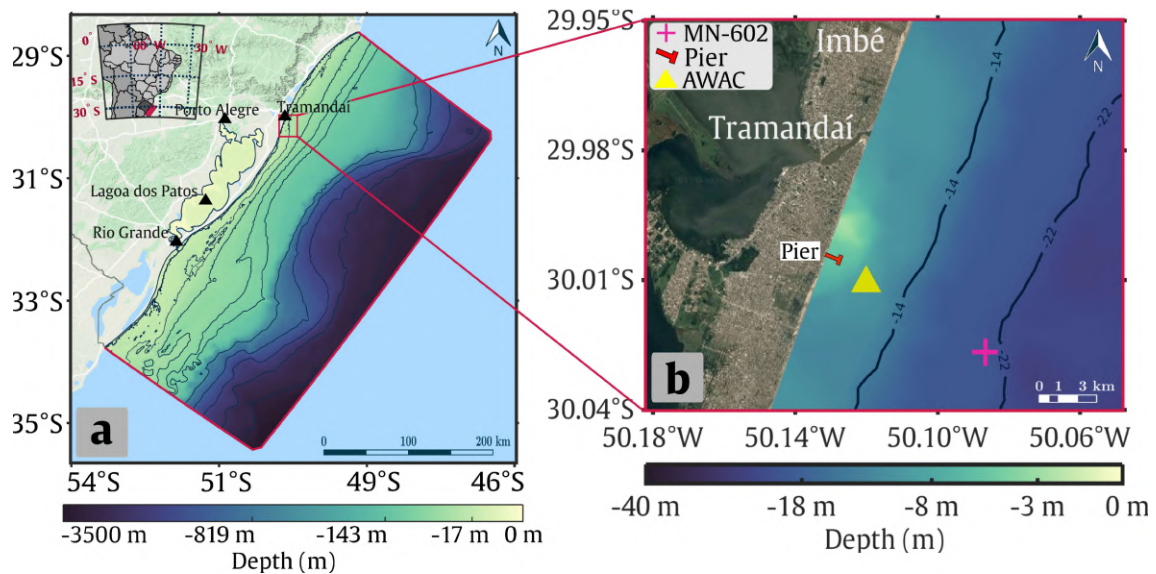 29°S
31°S
33°S
35°S
54°S
51°S
49°S
46°S
0°
15° S
30° S
60° W
30° W
N
Porto Alegre
Tramandaí
Lagoa dos Patos
Rio Grande
a
0 100 200 km
-3500 m -819 m -143 m -17 m 0 m
Depth (m)
29.95°S
29.98°S
30.01°S
30.04°S
MN-602
Pier
AWAC
Imbé
Tramandaí
N
Pier
-14
-14
-14
-22
-22
-22
b
0 1 3 km
50.18°W 50.14°W 50.10°W 50.06°W
-40 m -18 m -8 m -3 m 0 m
Depth (m)